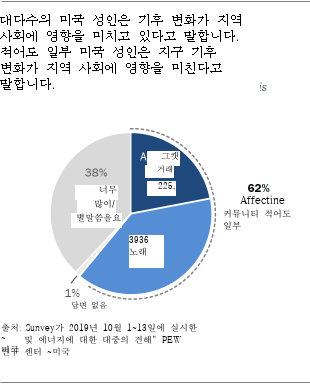 대다수의 미국 성인은 기후 변화가 지역
사회에 영향을 미치고 있다고 말합니다.
적어도 일부 미국 성인은 지구 기후
변화가 지역 사회에 영향을 미친다고
말합니다.
is
A 그랫
거래
225.
38%
너무
많이/
별말씀을요
62%
Affectine
커뮤니티 적어도
일부
3936
노래
1%
답변 없음
출처: Survey가 2019년 10월 1~13일에 실시한
~ 및 에너지에 대한 대중의 견해" PEW
센터 ~미국